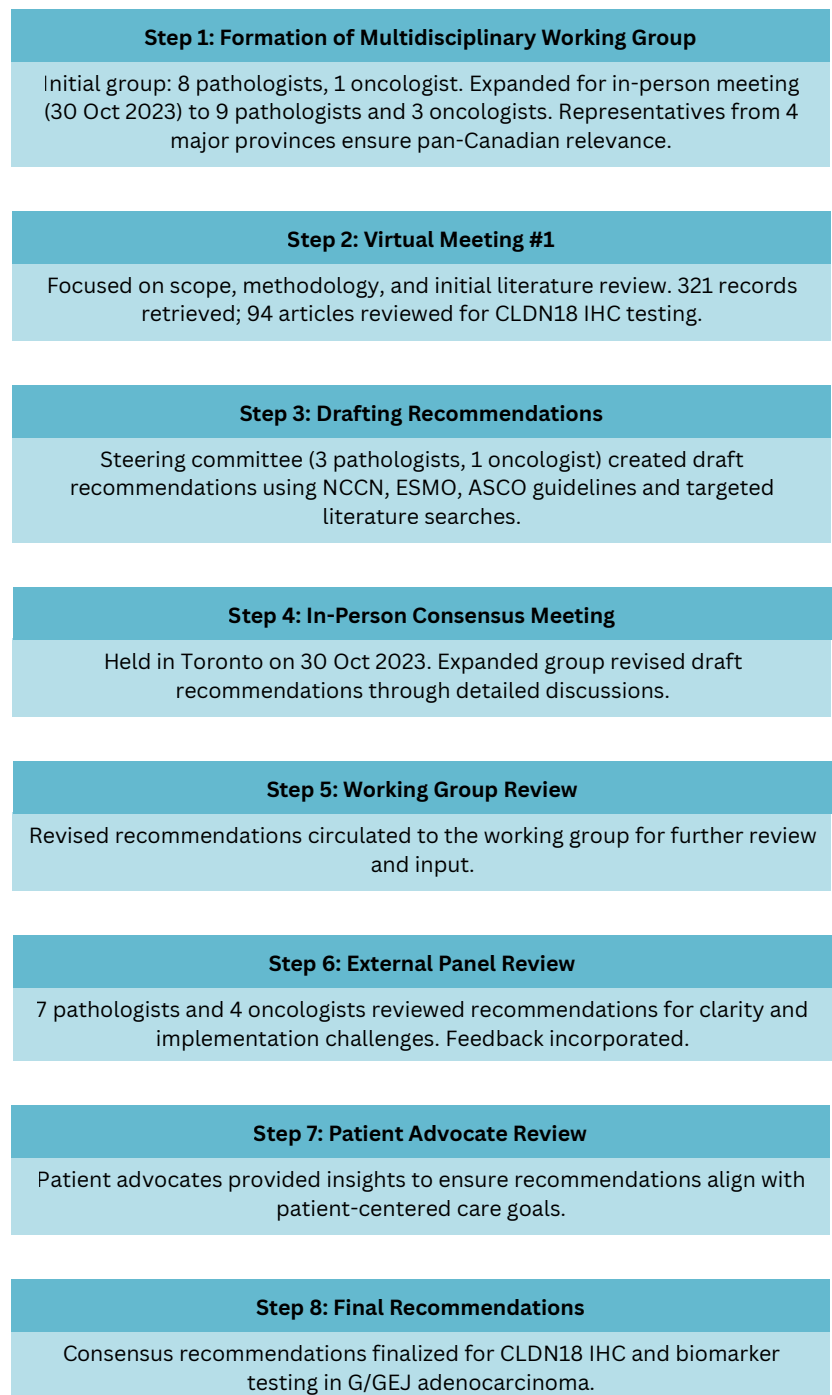 Step 1: Formation of Multidisciplinary Working Group
Initial group: 8 pathologists, 1 oncologist. Expanded for in-person meeting
(30 Oct 2023) to 9 pathologists and 3 oncologists. Representatives from 4
major provinces ensure pan-Canadian relevance.
Step 2: Virtual Meeting #1
Focused on scope, methodology, and initial literature review. 321 records
retrieved; 94 articles reviewed for CLDN18 IHC testing.
Step 3: Drafting Recommendations
Steering committee (3 pathologists, 1 oncologist) created draft
recommendations using NCCN, ESMO, ASCO guidelines and targeted
literature searches.
Step 4: In-Person Consensus Meeting
Held in Toronto on 30 Oct 2023. Expanded group revised draft
recommendations through detailed discussions.
Step 5: Working Group Review
Revised recommendations circulated to the working group for further review
and input.
Step 6: External Panel Review
7 pathologists and 4 oncologists reviewed recommendations for clarity and
implementation challenges. Feedback incorporated.
Step 7: Patient Advocate Review
Patient advocates provided insights to ensure recommendations align with
patient-centered care goals.
Step 8: Final Recommendations
Consensus recommendations finalized for CLDN18 IHC and biomarker
testing in G/GEJ adenocarcinoma.